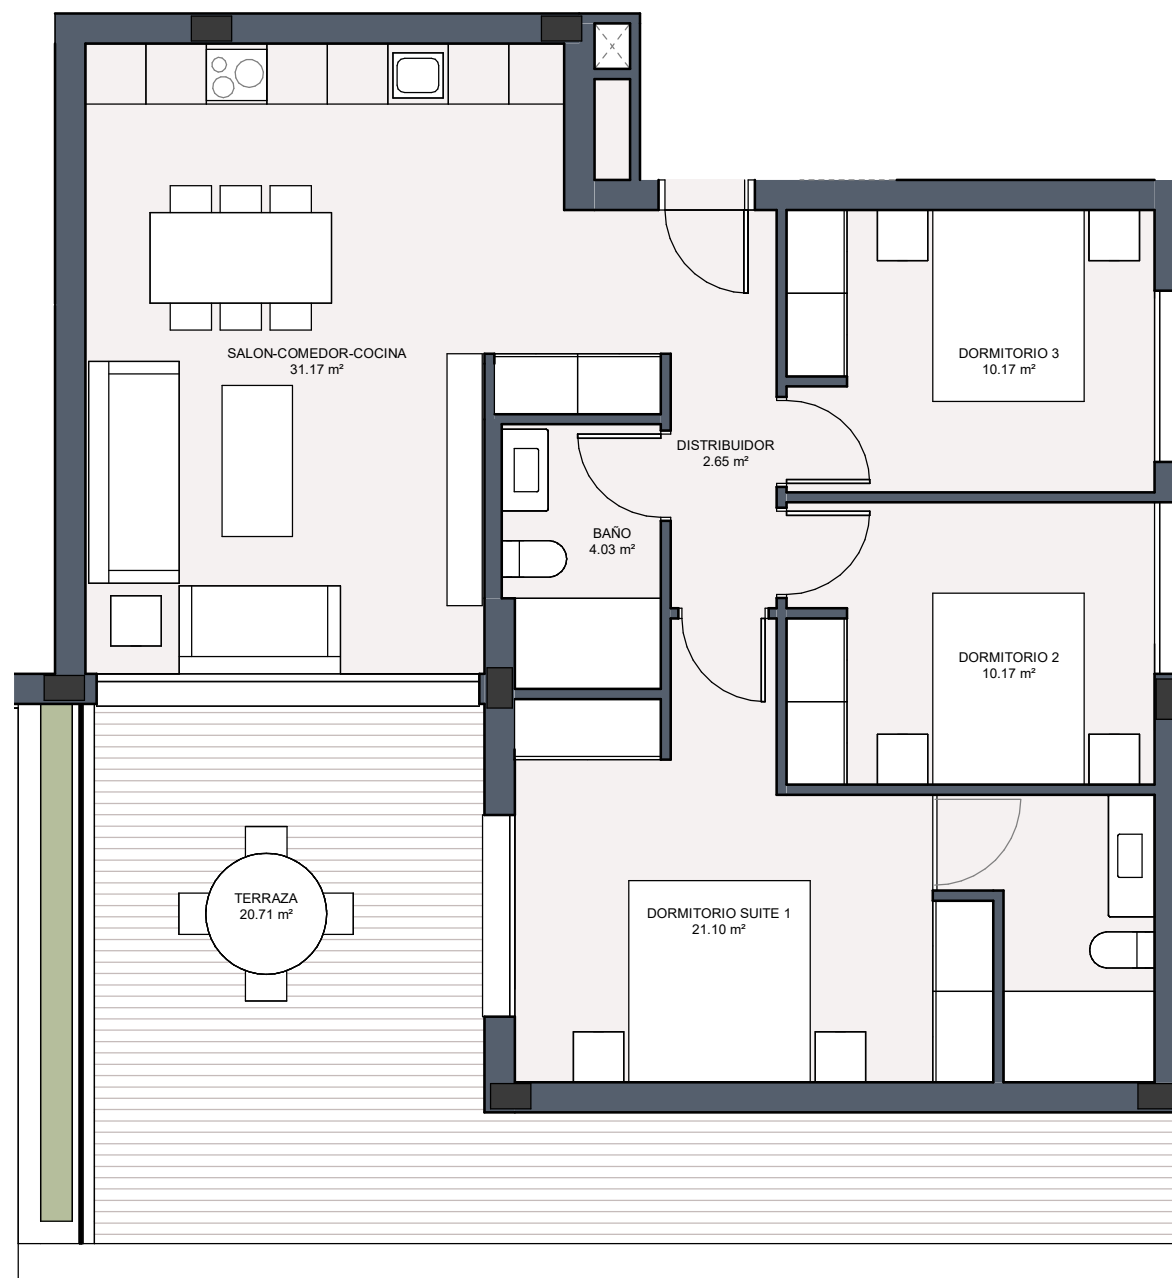 SALON-COMEDOR-COCINA
31.17 m²
DORMITORIO 3
10.17 m²
DISTRIBUIDOR
2.65 m²
BAÑO
4.03 m²
DORMITORIO 2
10.17 m²
TERRAZA
20.71 m²
DORMITORIO SUITE 1
21.10 m²